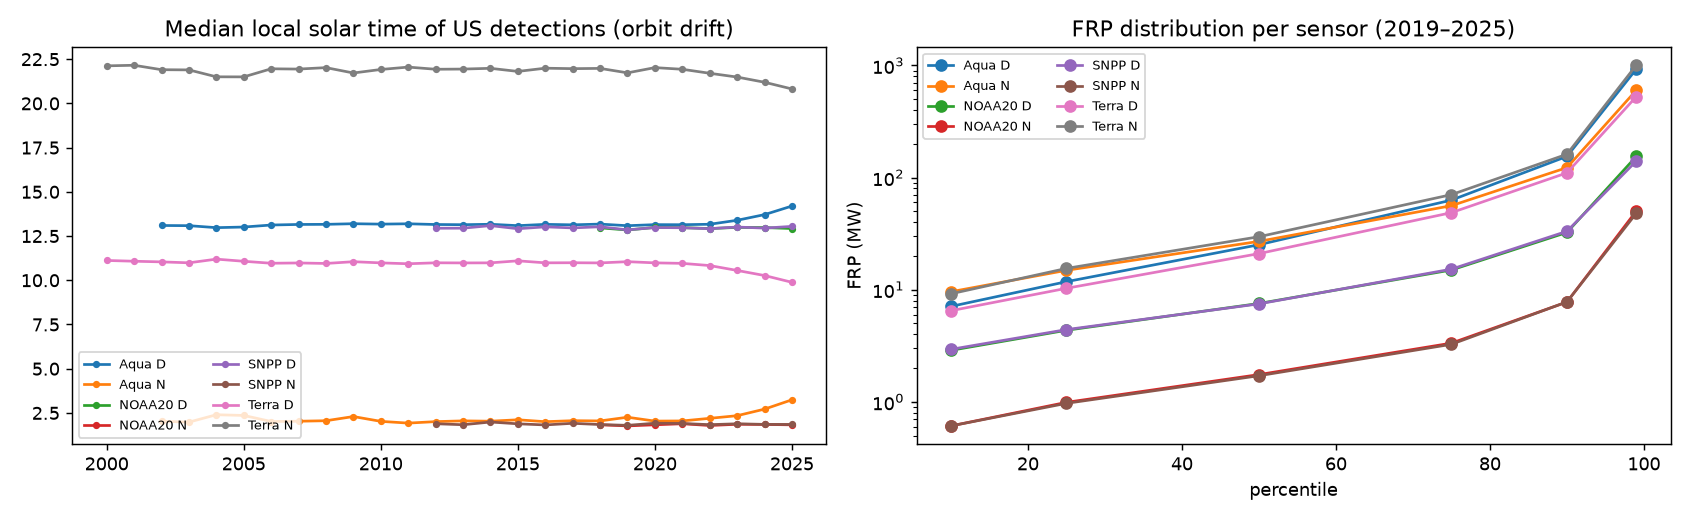 Median local solar time of US detections (orbit drift)
22.5
20.0
17.5
15.0
12.5
10.0
7.5
5.0
2.5
2000
2005
2010
2015
2020
2025
Aqua D
Aqua N
NOAA20 D
NOAA20 N
SNPP D
SNPP N
Terra D
Terra N
FRP distribution per sensor (2019–2025)
FRP (MW)
10³
10²
10¹
10⁰
20
40
60
80
100
percentile
Aqua D
Aqua N
NOAA20 D
NOAA20 N
SNPP D
SNPP N
Terra D
Terra N